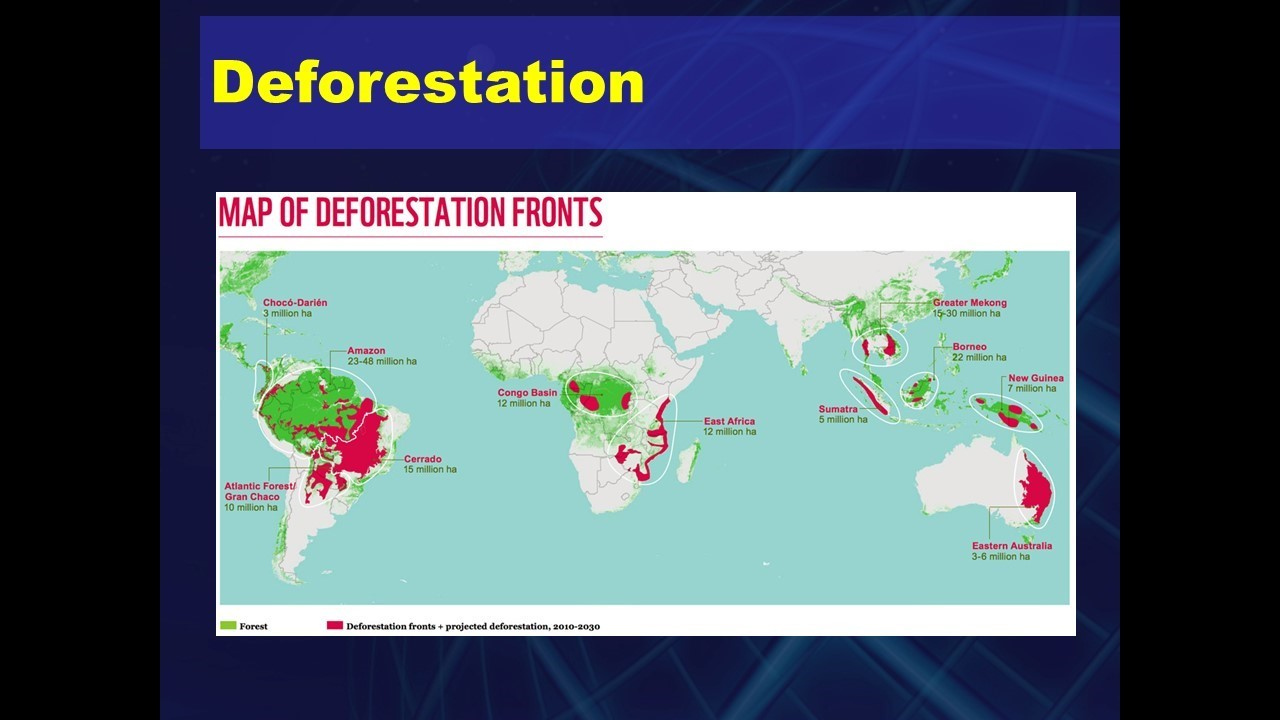 Deforestation
MAP OF DEFORESTATION FRONTS
Chocó-Darién
3 million ha
Amazon
23-48 million ha
Cerrado
15 million ha
Atlantic Forest/
Gran Chaco
10 million ha
Congo Basin
12 million ha
East Africa
12 million ha
Greater Mekong
15-30 million ha
Borneo
22 million ha
New Guinea
7 million ha
Sumatra
5 million ha
Eastern Australia
3-6 million ha
Forest
Deforestation fronts + projected deforestation, 2010-2030